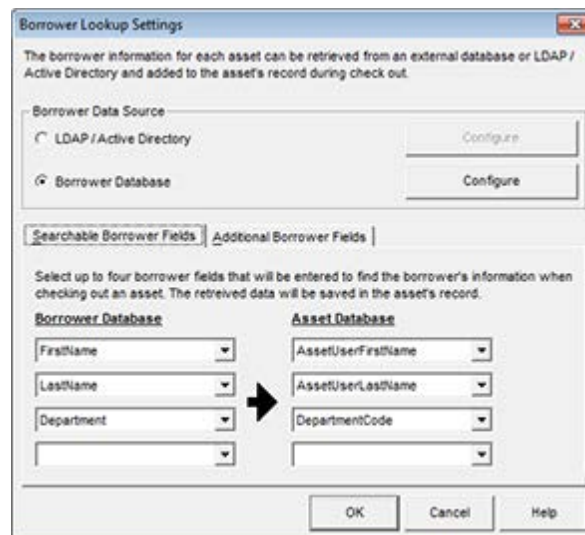 Borrower Lookup Settings
The borrower information for each asset can be retrieved from an external database or LDAP /
Active Directory and added to the asset's record during check out.
Borrower Data Source
LDAP / Active Directory
Configure
Borrower Database
Configure
Searchable Borrower Fields Additional Borrower Fields
Select up to four borrower fields that will be entered to find the borrower's information when
checking out an asset. The retreived data will be saved in the asset's record.
Borrower Database Asset Database
FirstName AssetUserFirstName
LastName AssetUserLastName
Department DepartmentCode
OK Cancel Help